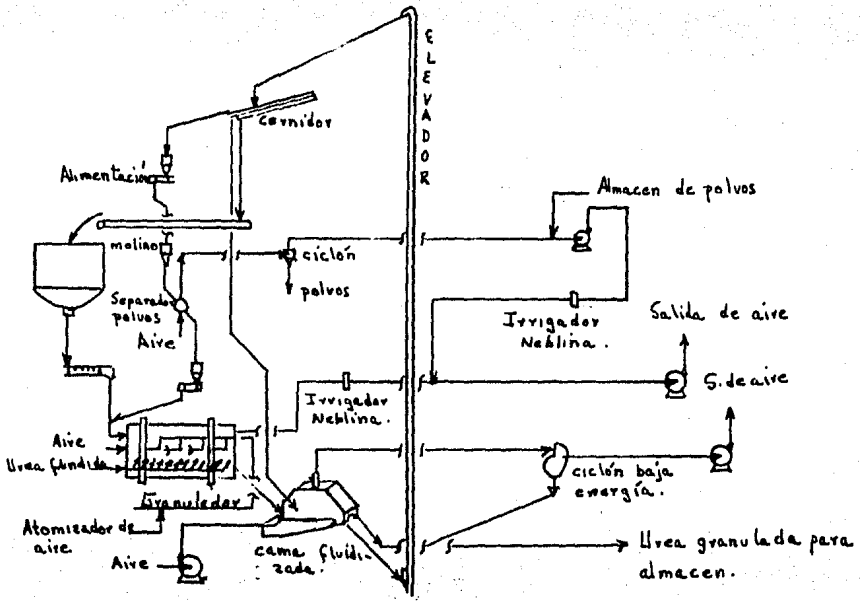 ELEVADOR
cernidor
Alimentación
Almacen de polvos
molino
ciclón
polvos
Separador
polvos
Aire
Irrigador
Neblina.
Salida de aire
S. de aire
Irrigador
Neblina.
Aire
Urea fundida
ciclón baja
energía.
Granulador
Atomizador de
aire.
cama fluidi-
zada.
Aire
Urea granulada para
almacen.